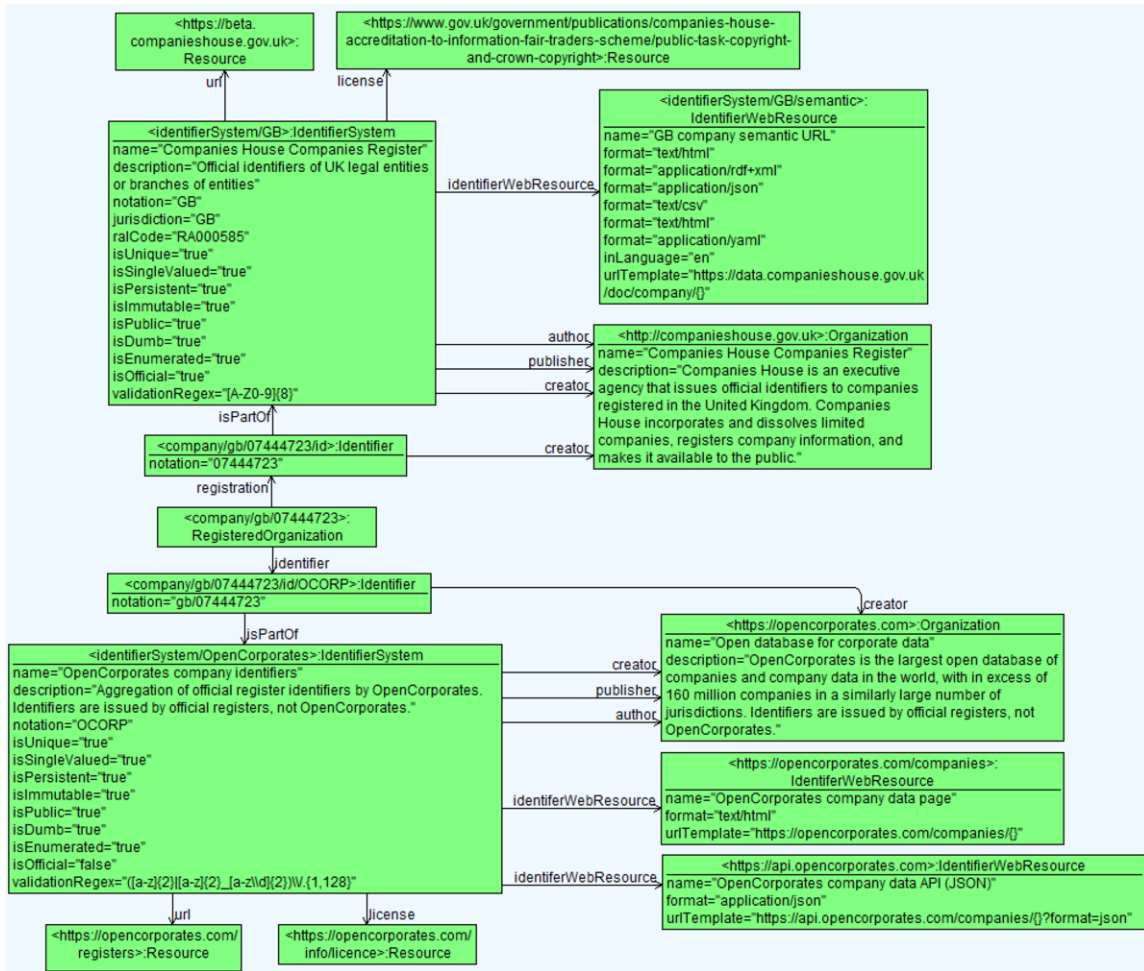 <https://beta.
companieshouse.gov.uk>:
Resource
<https://www.gov.uk/government/publications/companies-house-
accreditation-to-information-fair-traders-scheme/public-task-copyright-
and-crown-copyright>:Resource
url
license
<identifierSystem/GB>:IdentifierSystem
name="Companies House Companies Register"
description="Official identifiers of UK legal entities
or branches of entities"
notation="GB"
jurisdiction="GB"
ralCode="RA000585"
isUnique="true"
isSingleValued="true"
isPersistent="true"
isImmutable="true"
isPublic="true"
isDumb="true"
isEnumerated="true"
isOfficial="true"
validationRegex="[A-Z0-9]{8}"
identifierWebResource
<identifierSystem/GB/semantic>:
IdentifierWebResource
name="GB company semantic URL"
format="text/html"
format="application/rdf+xml"
format="application/json"
format="text/csv"
format="text/html"
format="application/yaml"
inLanguage="en"
urlTemplate="https://data.companieshouse.gov.uk
/doc/company/{}"
author
publisher
creator
<http://companieshouse.gov.uk>:Organization
name="Companies House Companies Register"
description="Companies House is an executive
agency that issues official identifiers to companies
registered in the United Kingdom. Companies
House incorporates and dissolves limited
companies, registers company information, and
makes it available to the public."
isPartOf
<company/gb/07444723/id>:Identifier
notation="07444723"
creator
registration
<company/gb/07444723>:
RegisteredOrganization
identifier
<company/gb/07444723/id/OCORP>:Identifier
notation="gb/07444723"
creator
isPartOf
<identifierSystem/OpenCorporates>:IdentifierSystem
name="OpenCorporates company identifiers"
description="Aggregation of official register identifiers by OpenCorporates.
Identifiers are issued by official registers, not OpenCorporates."
notation="OCORP"
isUnique="true"
isSingleValued="true"
isPersistent="true"
isImmutable="true"
isPublic="true"
isDumb="true"
isEnumerated="true"
isOfficial="false"
validationRegex="([a-z]{2}|[a-z]{2}_[a-z\\d]{2})\\/.{1,128}"
creator
publisher
author
<https://opencorporates.com>:Organization
name="Open database for corporate data"
description="OpenCorporates is the largest open database of
companies and company data in the world, with in excess of
160 million companies in a similarly large number of
jurisdictions. Identifiers are issued by official registers, not
OpenCorporates."
identiferWebResource
<https://opencorporates.com/companies>:
IdentiferWebResource
name="OpenCorporates company data page"
format="text/html"
urlTemplate="https://opencorporates.com/companies/{}"
identiferWebResource
<https://api.opencorporates.com>:IdentifierWebResource
name="OpenCorporates company data API (JSON)"
format="application/json"
urlTemplate="https://api.opencorporates.com/companies/{}?format=json"
url
license
<https://opencorporates.com/
registers>:Resource
<https://opencorporates.com/
info/licence>:Resource